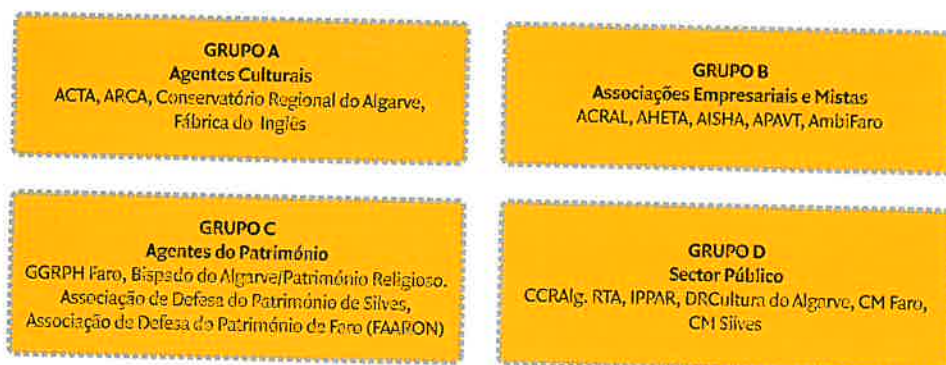 GRUPO A
Agentes Culturais
ACTA, ARCA, Conservatório Regional do Algarve,
Fábrica do Inglês
GRUPO B
Associações Empresariais e Mistas
ACRAL, AHETA, AISHA, APAVT, AmbiFaro
GRUPO C
Agentes do Património
GGRPH Faro, Bispado do Algarve/Património Religioso.
Associação de Defesa do Património de Silves,
Associação de Defesa do Património de Faro (FAARON)
GRUPO D
Sector Público
CCRAlg. RTA, IPPAR, DRCultura do Algarve, CM Faro,
CM Silves